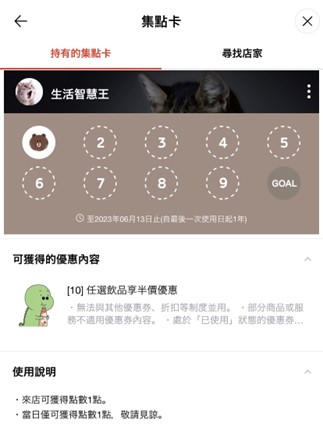 集點卡
持有的集點卡 尋找店家
生活智慧王
2 3 4 5
6 7 8 9 GOAL
至2023年06月13日止(自最後一次使用日起1年)
可獲得的優惠內容
[10] 任選飲品享半價優惠
・無法與其他優惠券、折扣等制度並用。 ・部分商品或服
務不適用優惠券內容。 ・處於「已使用」狀態的優惠券...
使用說明
・來店可獲得點數1點。
・當日僅可獲得點數1點，敬請見諒。